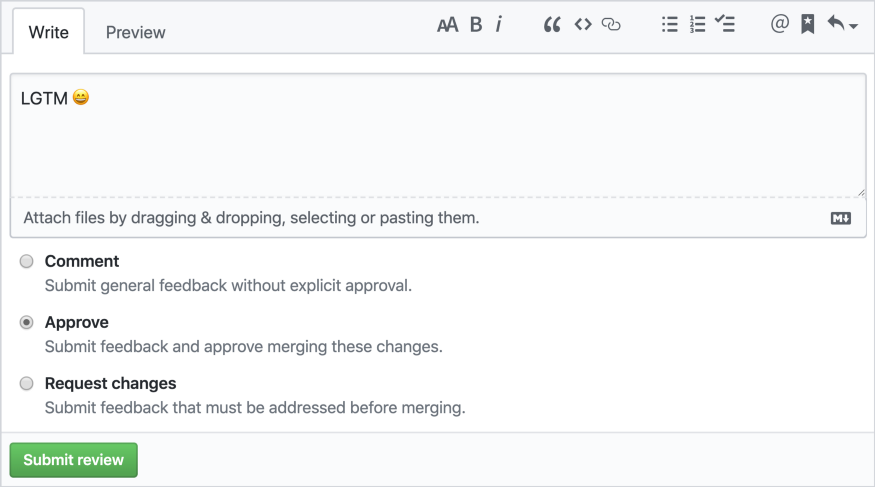 Write Preview AA B i @
LGTM 😄
Attach files by dragging & dropping, selecting or pasting them. M↓
Comment
Submit general feedback without explicit approval.
Approve
Submit feedback and approve merging these changes.
Request changes
Submit feedback that must be addressed before merging.
Submit review